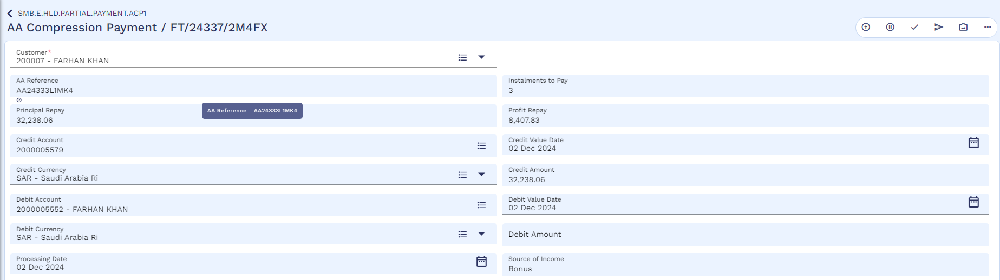 SMB.E.HLD.PARTIAL.PAYMENT.ACP1
AA Compression Payment / FT/24337/2M4FX
Customer*
200007 - FARHAN KHAN
AA Reference
AA24333L1MK4
Instalments to Pay
3
Principal Repay
32,238.06
AA Reference - AA24333L1MK4
Profit Repay
8,407.83
Credit Account
2000005579
Credit Value Date
02 Dec 2024
Credit Currency
SAR - Saudi Arabia Ri
Credit Amount
32,238.06
Debit Account
2000005552 - FARHAN KHAN
Debit Value Date
02 Dec 2024
Debit Currency
SAR - Saudi Arabia Ri
Debit Amount
Processing Date
02 Dec 2024
Source of Income
Bonus